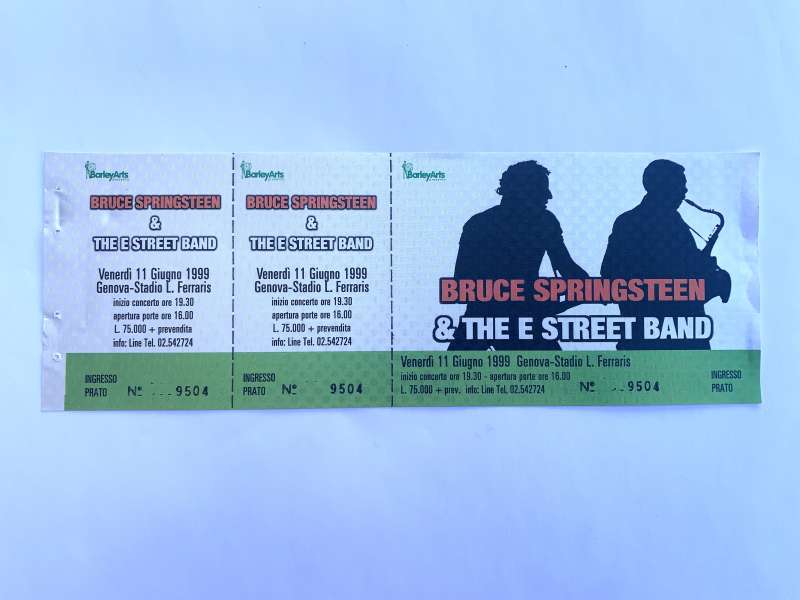 BarleyArts
BRUCE SPRINGSTEEN
&
THE E STREET BAND
Venerdì 11 Giugno 1999
Genova-Stadio L. Ferraris
inizio concerto ore 19.30
apertura porte ore 16.00
L. 75.000 + prevendita
info: Line Tel. 02.542724
INGRESSO
PRATO
Nº 9504
BarleyArts
BRUCE SPRINGSTEEN
&
THE E STREET BAND
Venerdì 11 Giugno 1999
Genova-Stadio L. Ferraris
inizio concerto ore 19.30
apertura porte ore 16.00
L. 75.000 + prevendita
info: Line Tel. 02.542724
INGRESSO
PRATO
Nº 9504
BarleyArts
BRUCE SPRINGSTEEN
& THE E STREET BAND
Venerdì 11 Giugno 1999 Genova-Stadio L. Ferraris
inizio concerto ore 19.30 - apertura porte ore 16.00
L. 75.000 + prev. info: Line Tel. 02.542724
Nº 9504
INGRESSO
PRATO